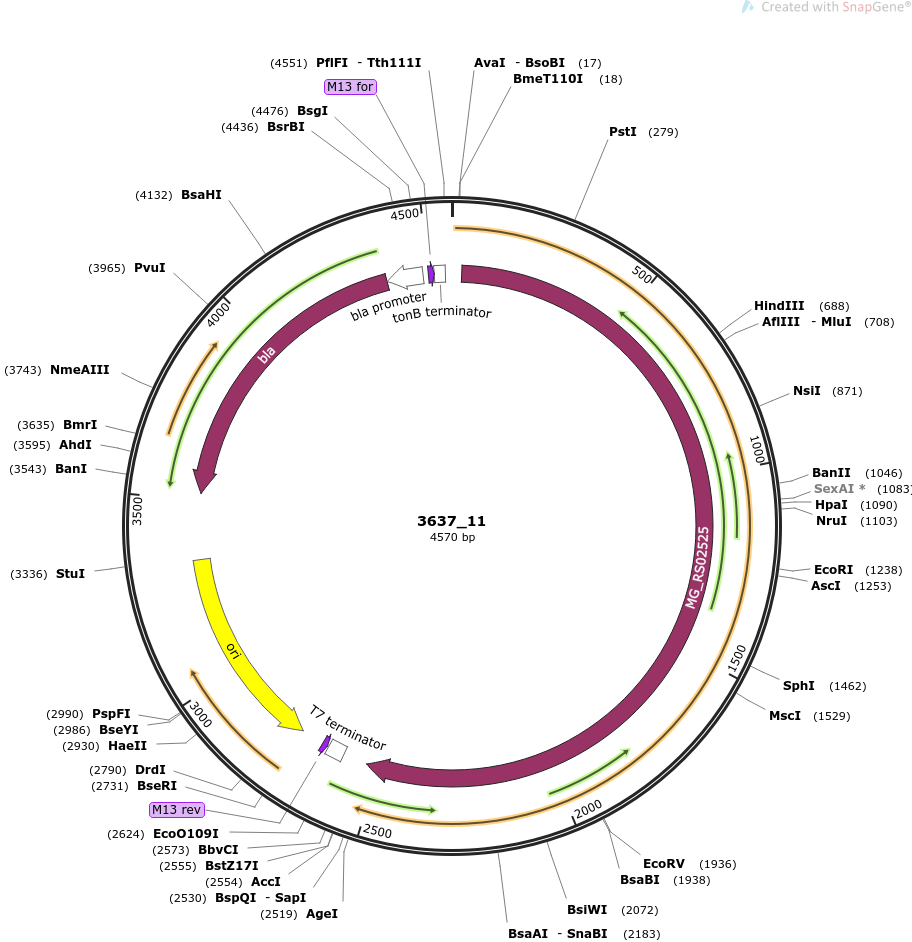 Created with SnapGene®
(4551) PflFI - Tth111I
AvaI - BsoBI (17)
M13 for
BmeT110I (18)
(4476) BsgI
(4436) BsrBI
PstI (279)
(4132) BsaHI
4500
(3965) PvuI
500
4000
bla promoter
tonB terminator
HindIII (688)
AflIII - MluI (708)
bla
(3743) NmeAIII
NsiI (871)
(3635) BmrI
(3595) AhdI
1000
(3543) BanI
BanII (1046)
SexAI * (1083)
HpaI (1090)
3500
NruI (1103)
3637_11
4570 bp
MG_RS02525
(3336) StuI
EcoRI (1238)
AscI (1253)
ori
1500
SphI (1462)
(2990) PspFI
3000
MscI (1529)
(2986) BseYI
T7 terminator
(2930) HaeII
(2790) DrdI
(2731) BseRI
M13 rev
2000
(2624) EcoO109I
2500
(2573) BbvCI
(2555) BstZ17I
EcoRV (1936)
(2554) AccI
BsaBI (1938)
(2530) BspQI - SapI
(2519) AgeI
BsiWI (2072)
BsaAI - SnaBI (2183)